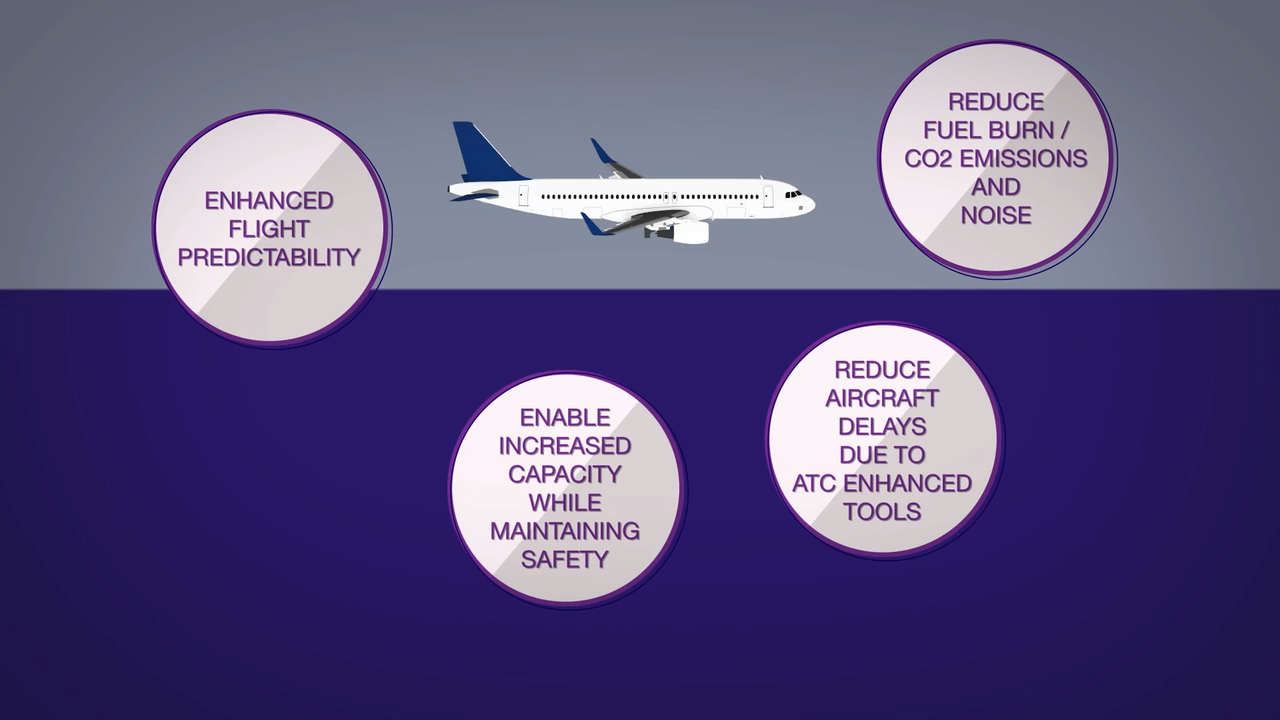 ENHANCED
FLIGHT
PREDICTABILITY
REDUCE
FUEL BURN /
CO2 EMISSIONS
AND
NOISE
ENABLE
INCREASED
CAPACITY
WHILE
MAINTAINING
SAFETY
REDUCE
AIRCRAFT
DELAYS
DUE TO
ATC ENHANCED
TOOLS